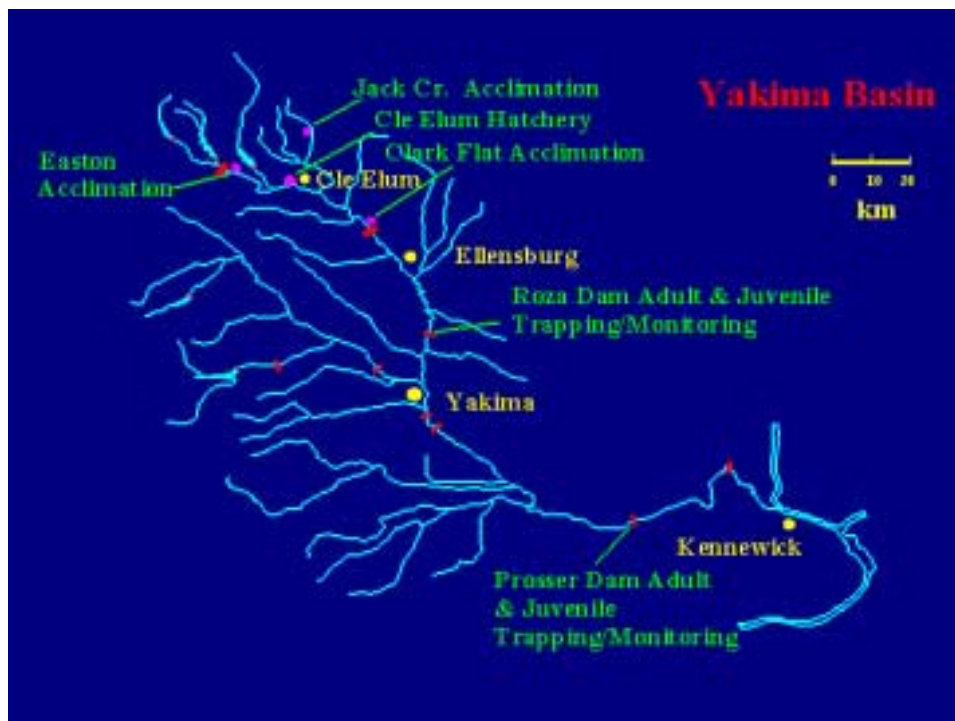 Yakima Basin
Jack Cr. Acclimation
Cle Elum Hatchery
Clark Flat Acclimation
Easton
Acclimation
Cle Elum
0 10 20
km
Ellensburg
Roza Dam Adult & Juvenile
Trapping/Monitoring
Yakima
Kennewick
Prosser Dam Adult
& Juvenile
Trapping/Monitoring